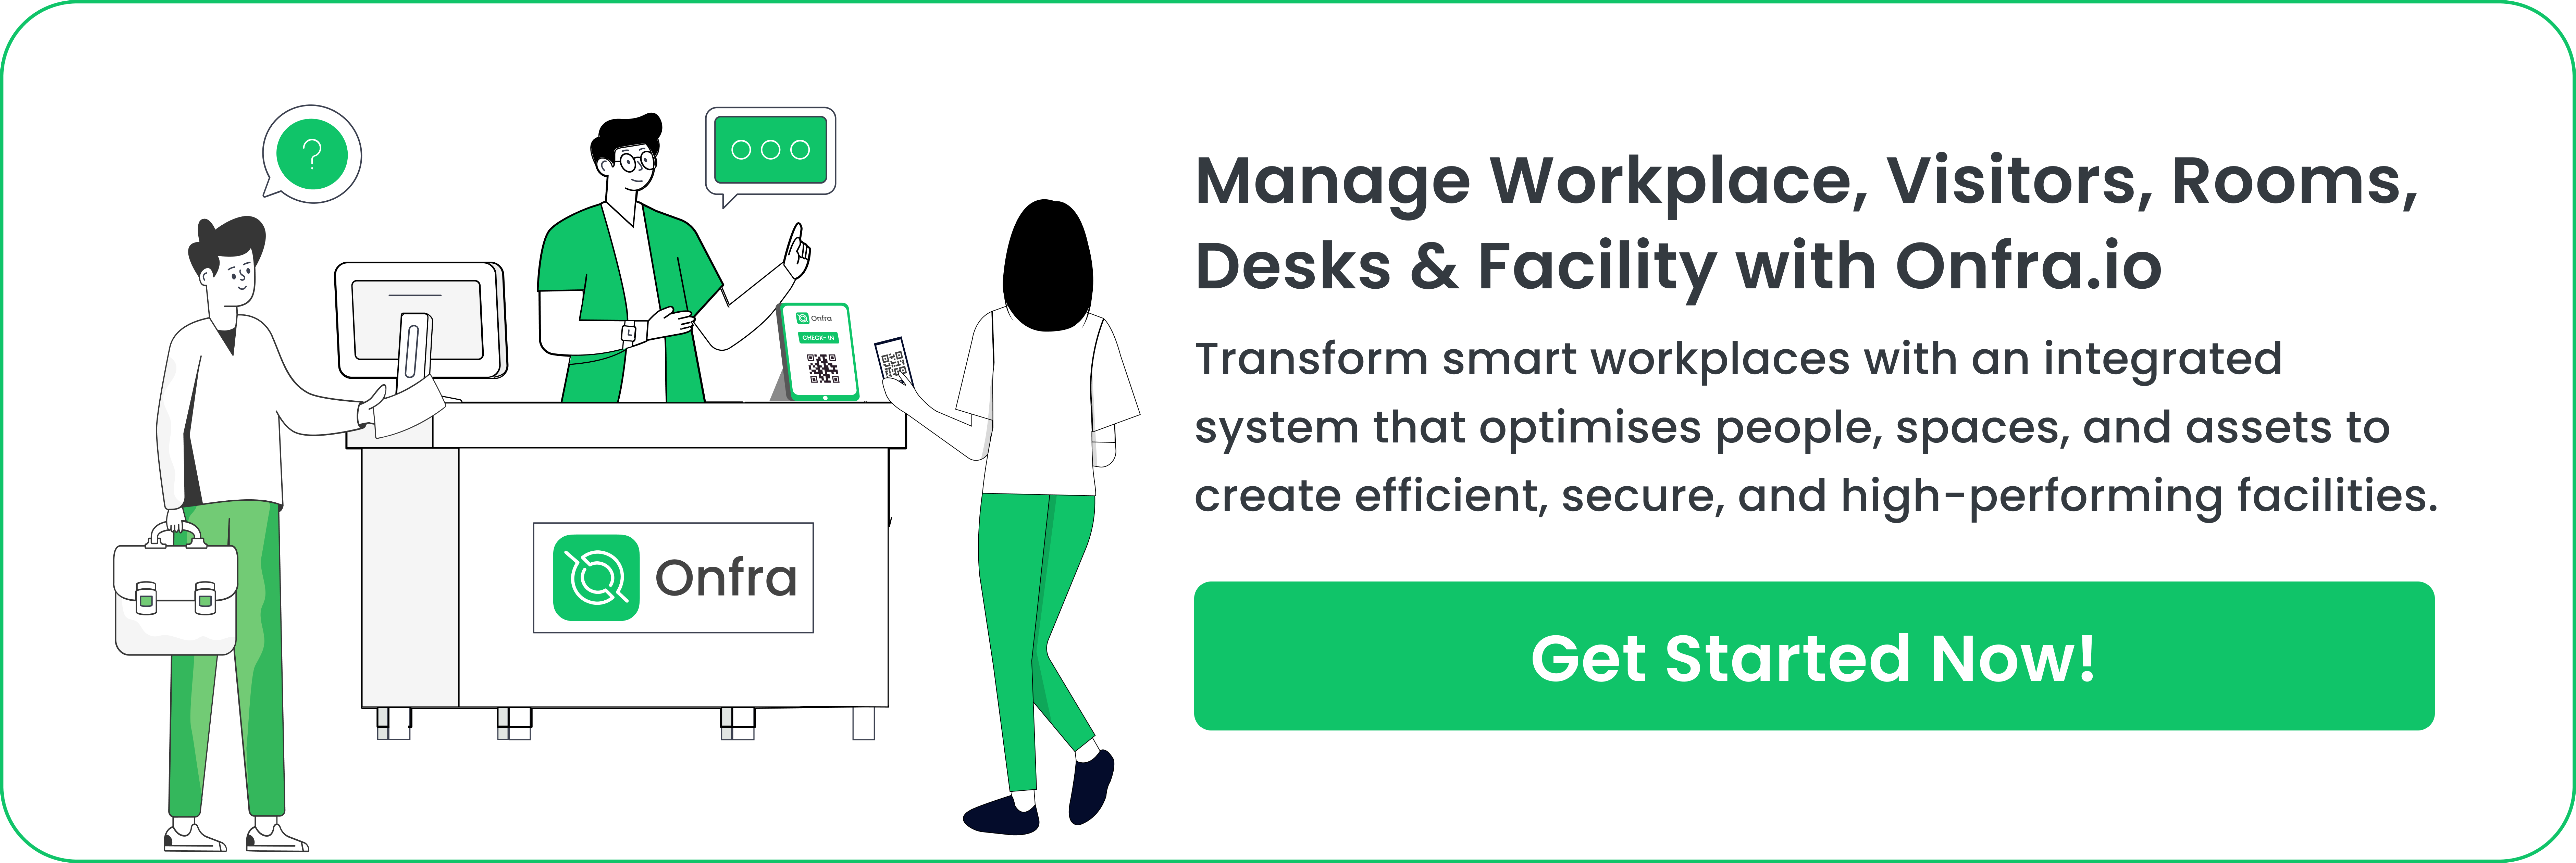 ?
Onfra
CHECK- IN
Onfra
Manage Workplace, Visitors, Rooms,
Desks & Facility with Onfra.io
Transform smart workplaces with an integrated
system that optimises people, spaces, and assets to
create efficient, secure, and high-performing facilities.
Get Started Now!